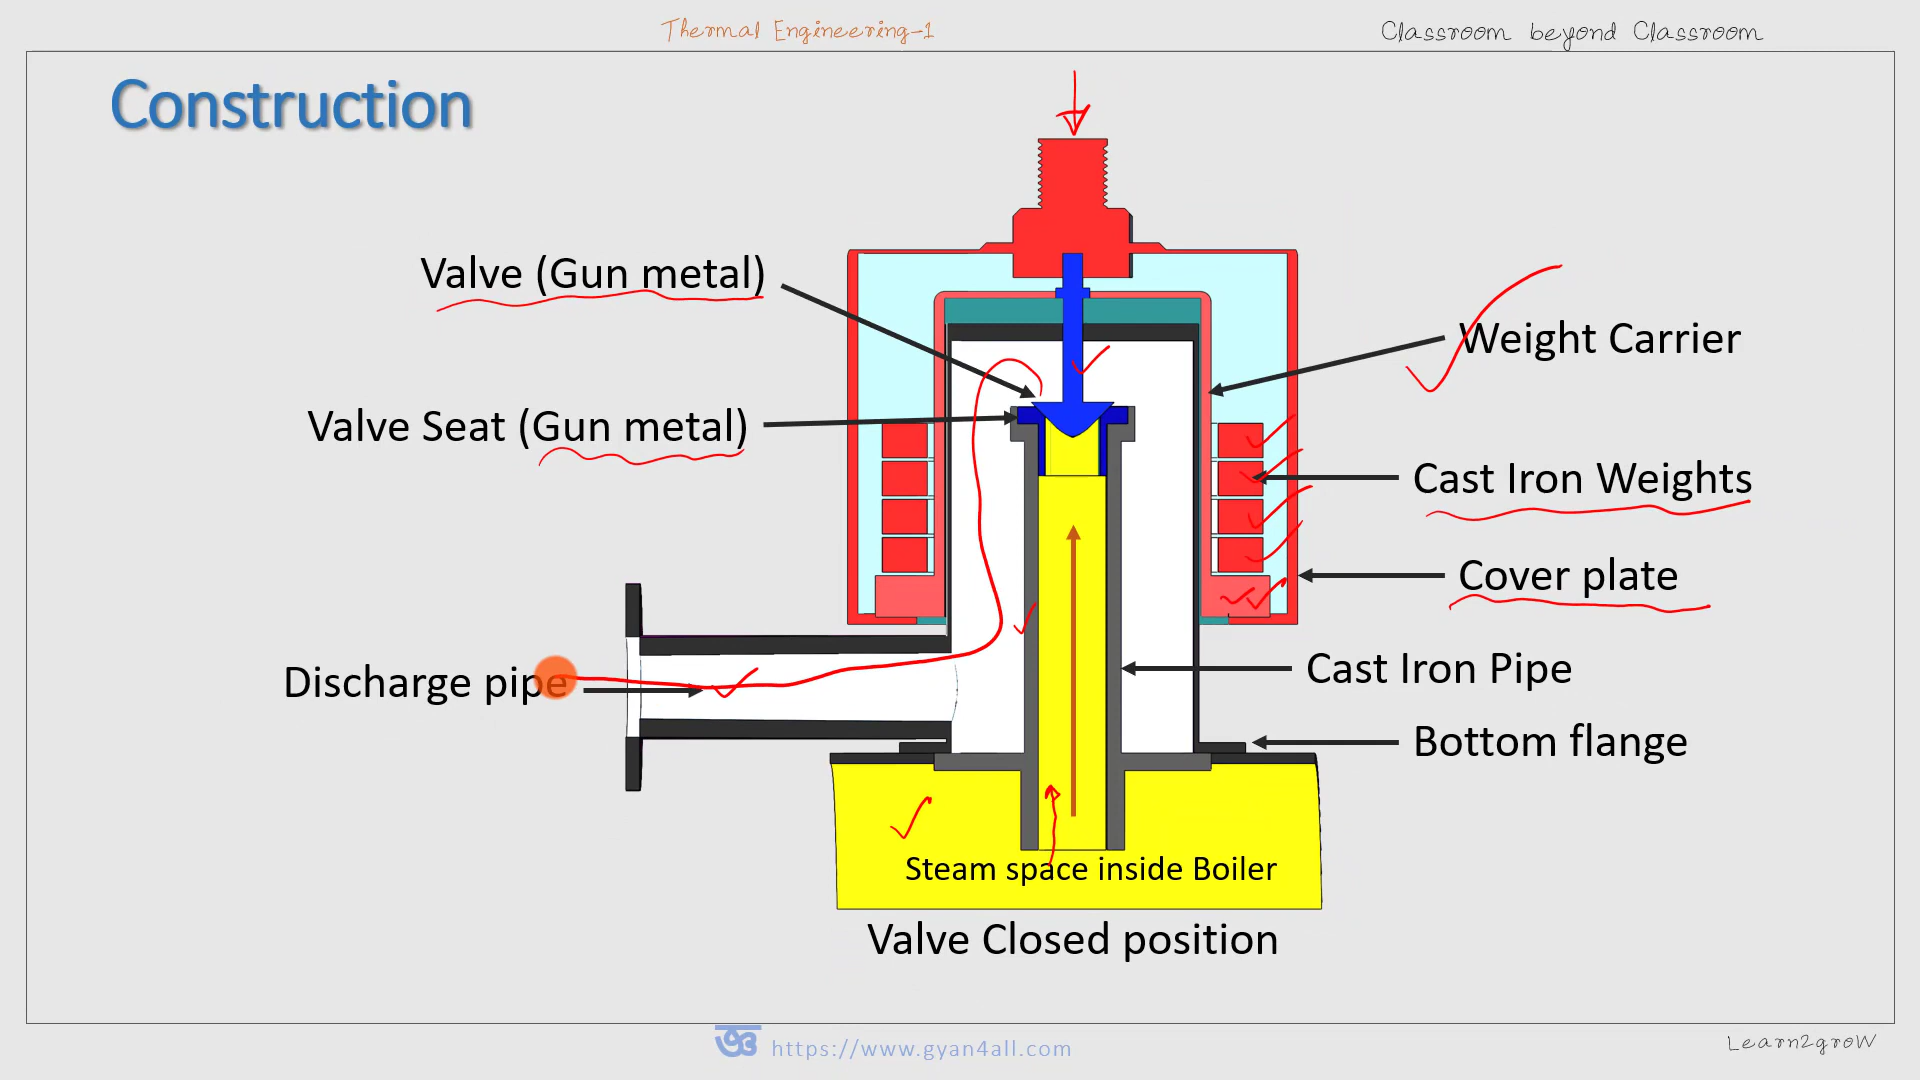 Thermal Engineering-1
Classroom beyond Classroom
Construction
Valve (Gun metal)
Weight Carrier
Valve Seat (Gun metal)
Cast Iron Weights
Cover plate
Discharge pipe
Cast Iron Pipe
Bottom flange
Steam space inside Boiler
Valve Closed position
https://www.gyan4all.com
Learn2groW